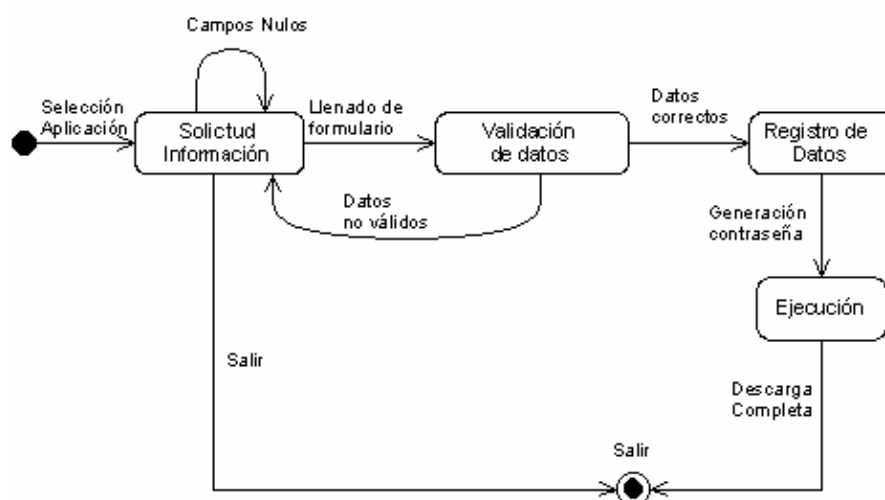 Campos Nulos
Selección
Aplicación
Solictud
Información
Llenado de
formulario
Validación
de datos
Datos
correctos
Registro de
Datos
Datos
no válidos
Generación
contraseña
Ejecución
Salir
Descarga
Completa
Salir